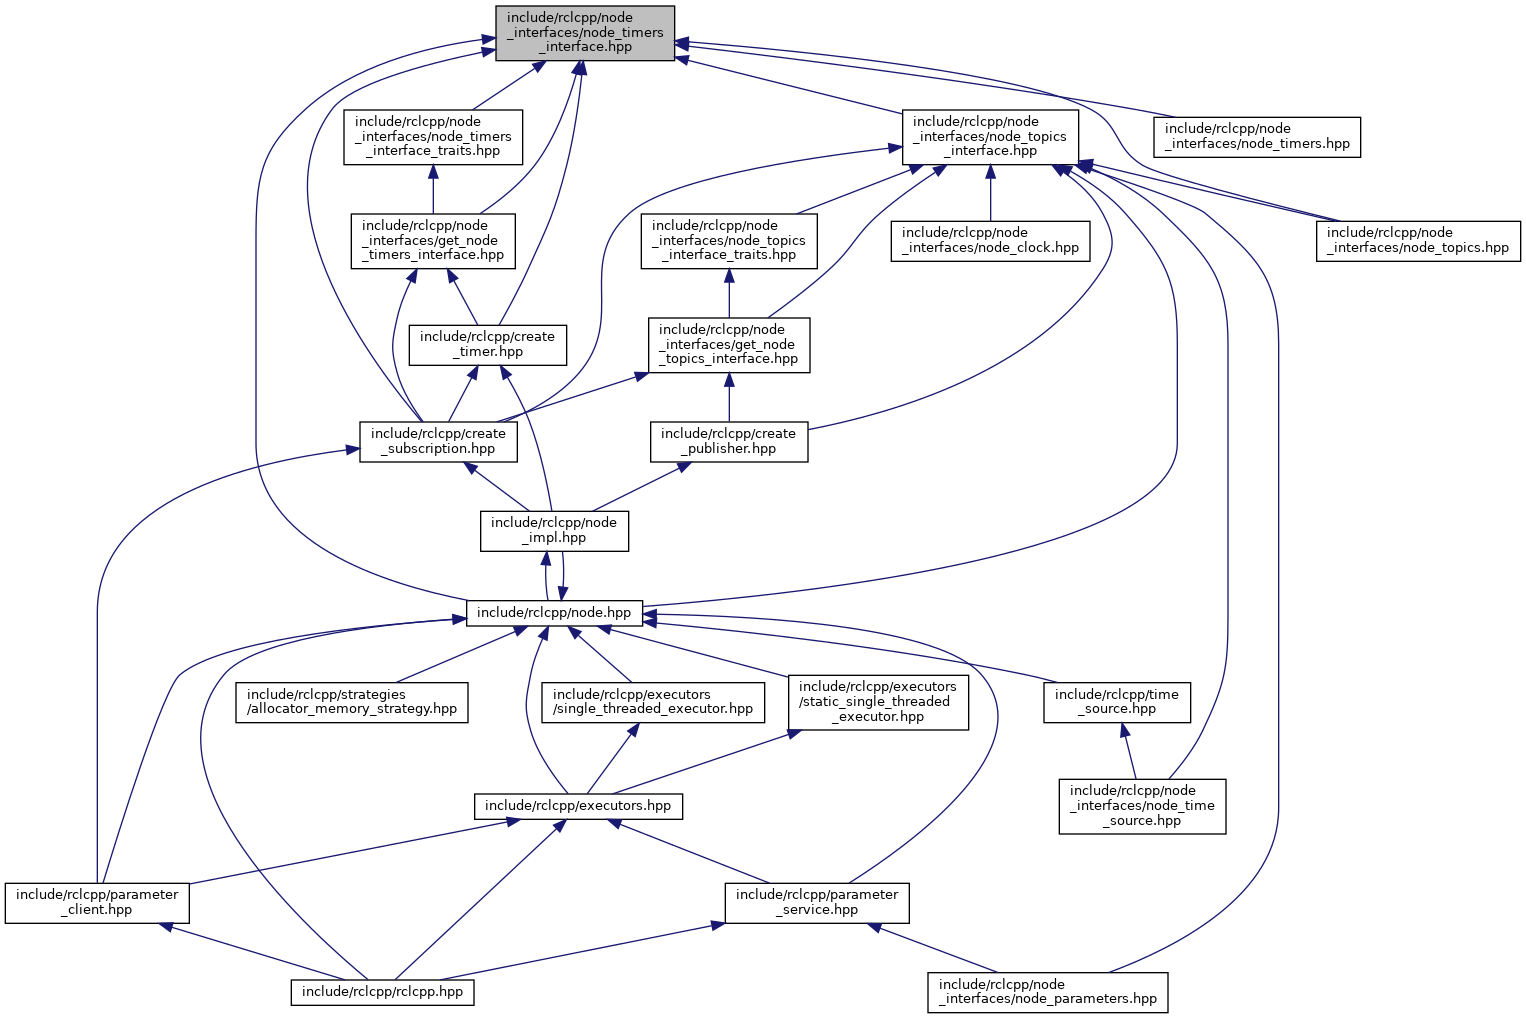 include/rclcpp/node
_interfaces/node_timers
_interface.hpp
include/rclcpp/node
_interfaces/node_timers
_interface_traits.hpp
include/rclcpp/node
_interfaces/node_topics
_interface.hpp
include/rclcpp/node
_interfaces/node_timers.hpp
include/rclcpp/node
_interfaces/get_node
_timers_interface.hpp
include/rclcpp/node
_interfaces/node_topics
_interface_traits.hpp
include/rclcpp/node
_interfaces/node_clock.hpp
include/rclcpp/node
_interfaces/node_topics.hpp
include/rclcpp/create
_timer.hpp
include/rclcpp/node
_interfaces/get_node
_topics_interface.hpp
include/rclcpp/create
_subscription.hpp
include/rclcpp/create
_publisher.hpp
include/rclcpp/node
_impl.hpp
include/rclcpp/node.hpp
include/rclcpp/strategies
/allocator_memory_strategy.hpp
include/rclcpp/executors
/single_threaded_executor.hpp
include/rclcpp/executors
/static_single_threaded
_executor.hpp
include/rclcpp/time
_source.hpp
include/rclcpp/executors.hpp
include/rclcpp/node
_interfaces/node_time
_source.hpp
include/rclcpp/parameter
_client.hpp
include/rclcpp/parameter
_service.hpp
include/rclcpp/rclcpp.hpp
include/rclcpp/node
_interfaces/node_parameters.hpp